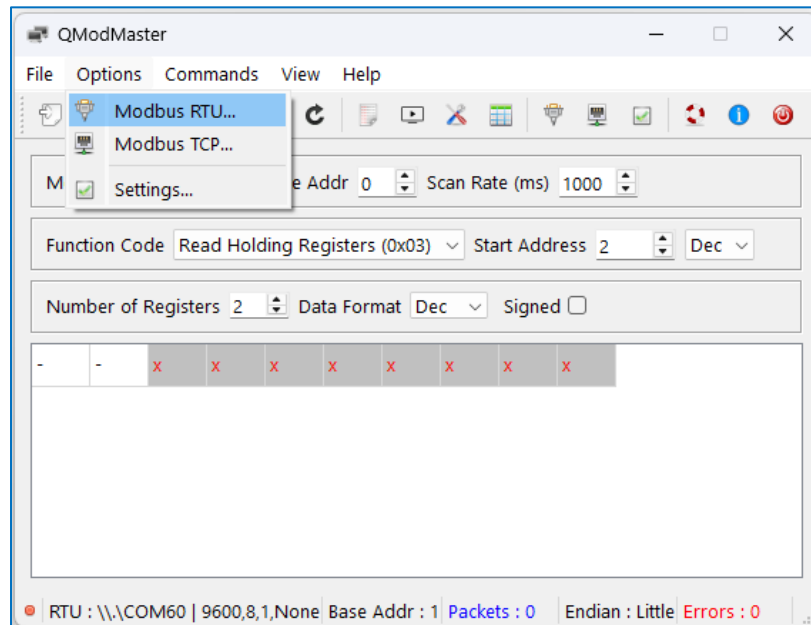 QModMaster
File Options Commands View Help
Modbus RTU...
Modbus TCP...
Settings...
M e Addr 0 Scan Rate (ms) 1000
Function Code Read Holding Registers (0x03) Start Address 2 Dec
Number of Registers 2 Data Format Dec Signed
- - x x x x x x x x
RTU : \\.\COM60 | 9600,8,1,None Base Addr : 1 Packets : 0 Endian : Little Errors : 0